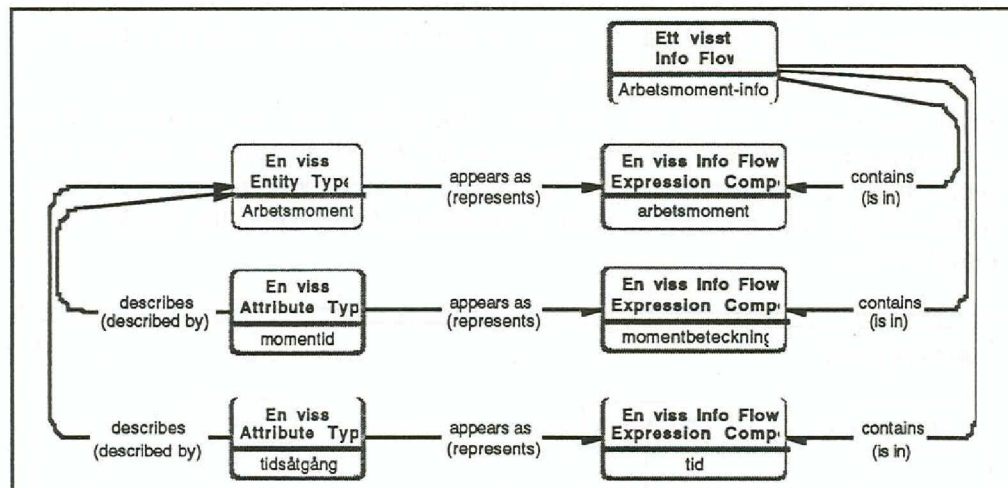 Ett visst
Info Flow
Arbetsmoment-info
En viss
Entity Type
Arbetsmoment
appears as
(represents)
En viss Info Flow
Expression Comp
arbetsmoment
contains
(is in)
describes
(described by)
En viss
Attribute Typ
momentid
appears as
(represents)
En viss Info Flow
Expression Comp
momentbeteckning
contains
(is in)
describes
(described by)
En viss
Attribute Typ
tidsåtgång
appears as
(represents)
En viss Info Flow
Expression Comp
tid
contains
(is in)